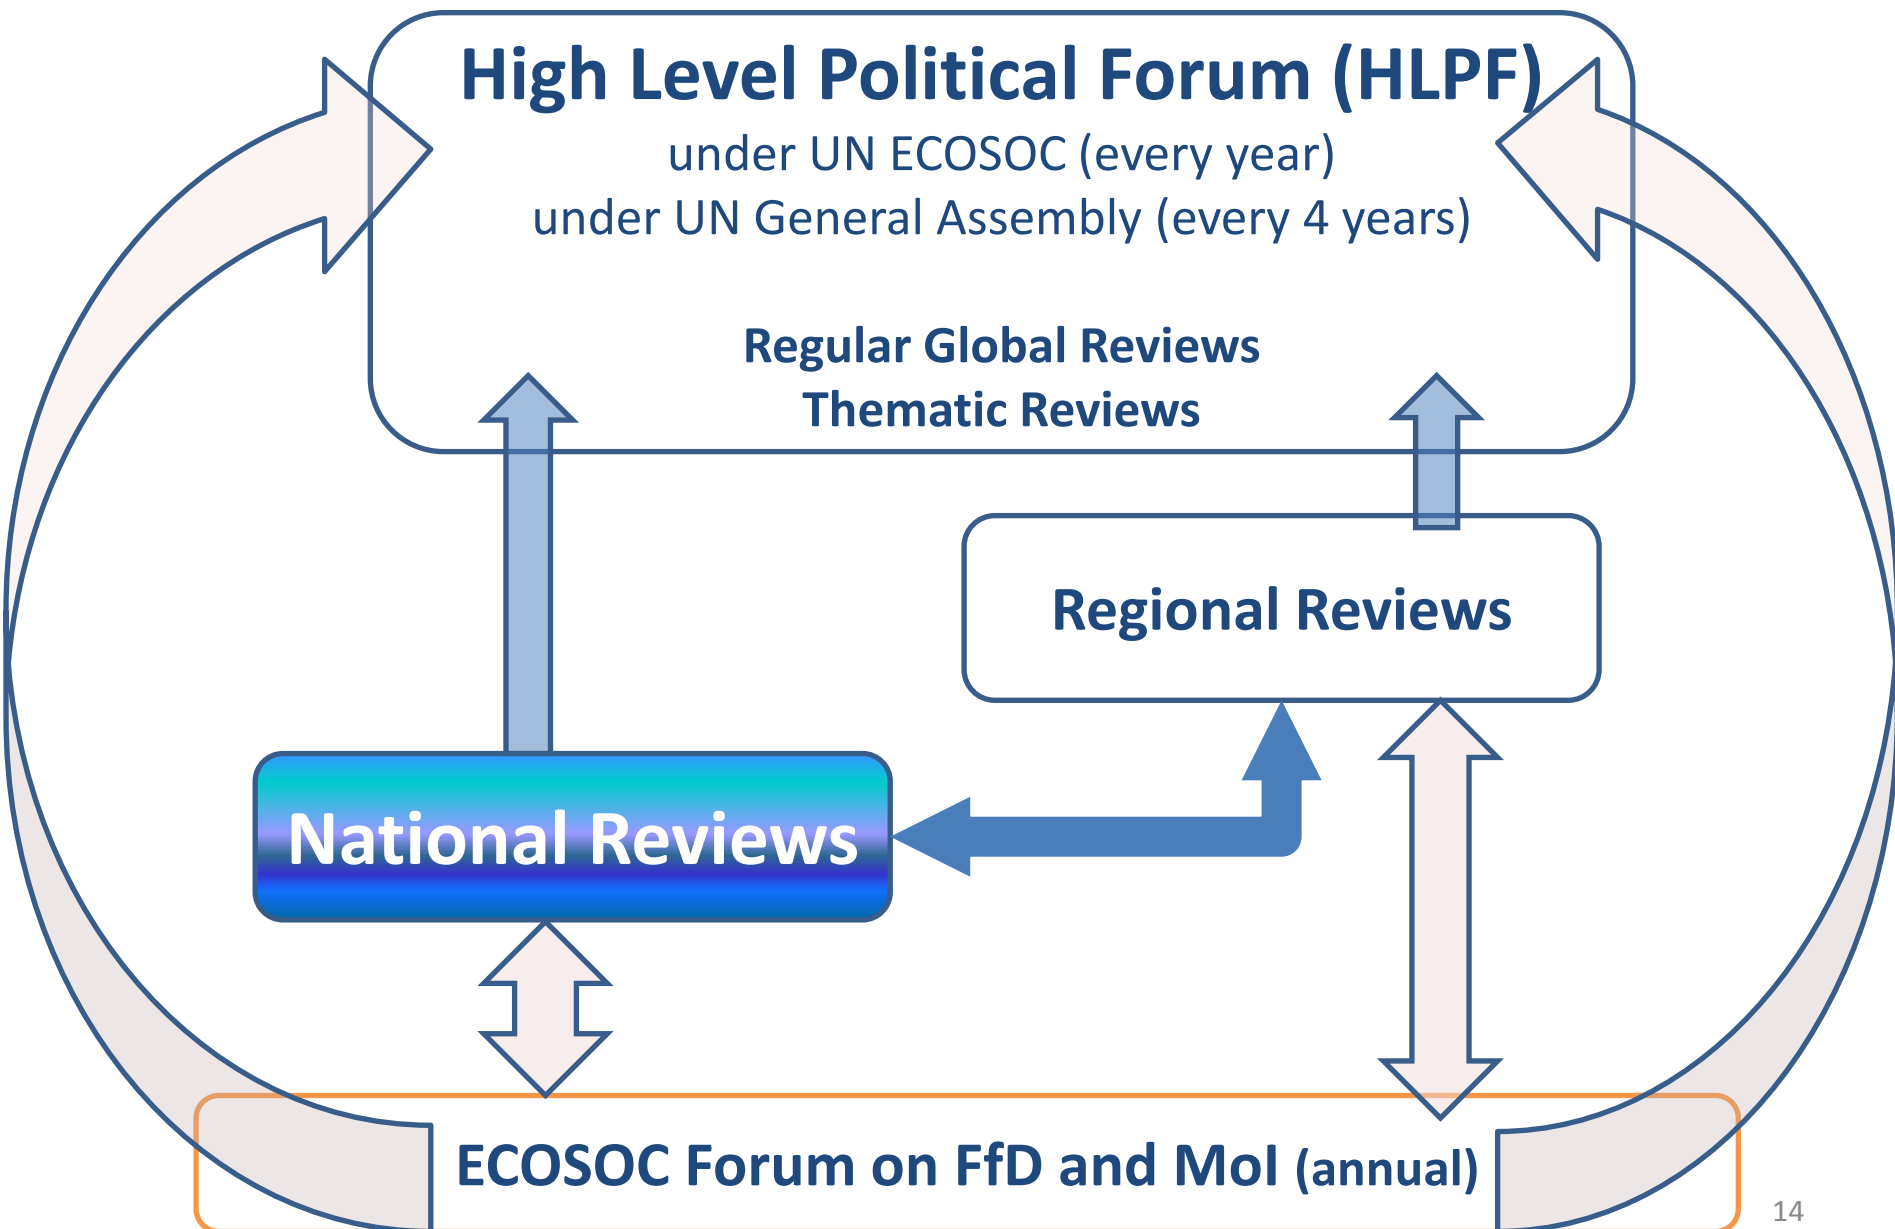 High Level Political Forum (HLPF)
under UN ECOSOC (every year)
under UN General Assembly (every 4 years)
Regular Global Reviews
Thematic Reviews
Regional Reviews
National Reviews
ECOSOC Forum on FfD and MoI (annual)
14